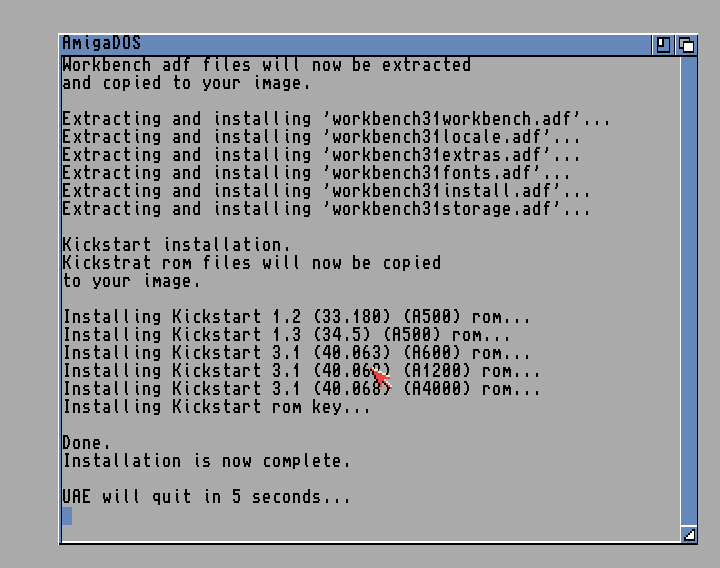 AmigaDOS
Workbench adf files will now be extracted
and copied to your image.
Extracting and installing 'workbench31workbench.adf'...
Extracting and installing 'workbench31locale.adf'...
Extracting and installing 'workbench31extras.adf'...
Extracting and installing 'workbench31fonts.adf'...
Extracting and installing 'workbench31install.adf'...
Extracting and installing 'workbench31storage.adf'...
Kickstart installation.
Kickstrat rom files will now be copied
to your image.
Installing Kickstart 1.2 (33.180) (A500) rom...
Installing Kickstart 1.3 (34.5) (A500) rom...
Installing Kickstart 3.1 (40.063) (A600) rom...
Installing Kickstart 3.1 (A1200) rom...
Installing Kickstart 3.1 (40.068) (A4000) rom...
Installing Kickstart rom key...
Done.
Installation is now complete.
UAE will quit in 5 seconds...